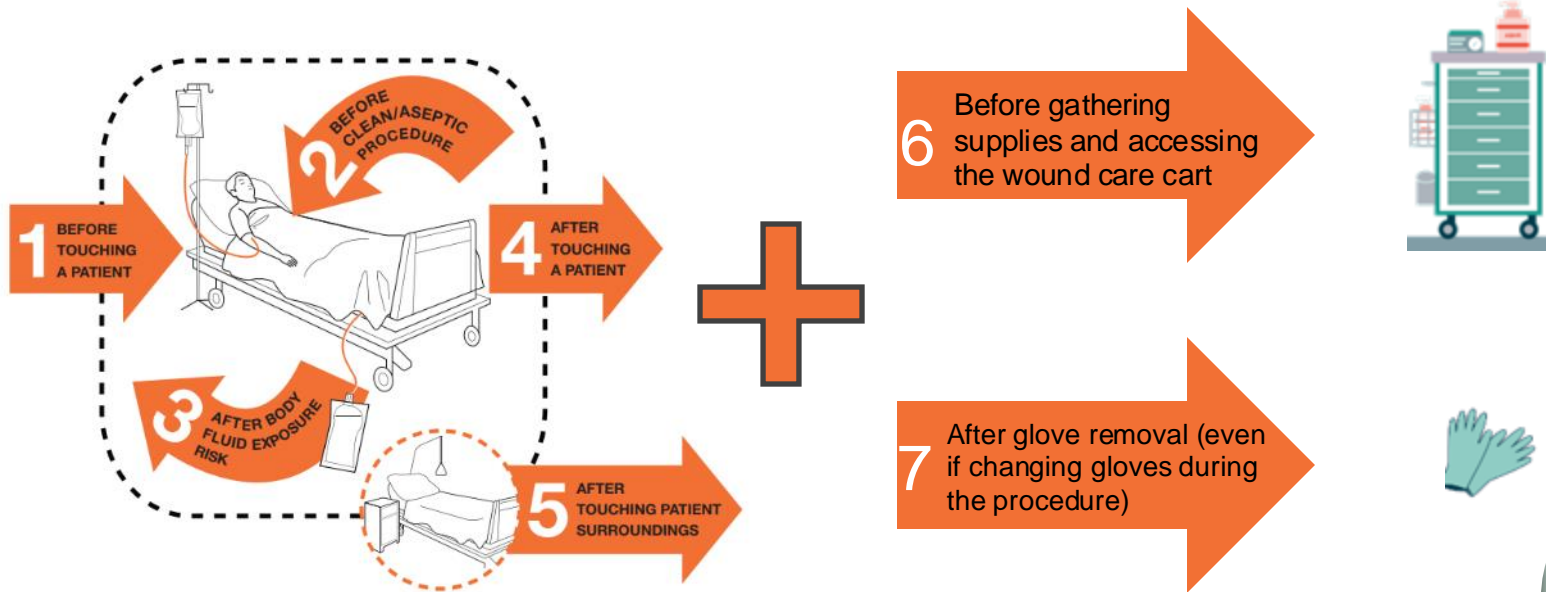 1
BEFORE
TOUCHING
A PATIENT
2
BEFORE
CLEAN/ASEPTIC
PROCEDURE
3
AFTER BODY
FLUID EXPOSURE
RISK
4
AFTER
TOUCHING
A PATIENT
5
AFTER
TOUCHING PATIENT
SURROUNDINGS
6
Before gathering
supplies and accessing
the wound care cart
7
After glove removal (even
if changing gloves during
the procedure)